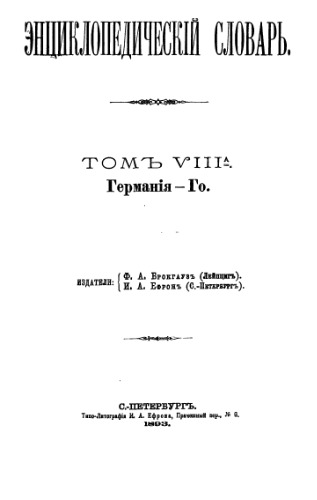 ЭНЦИКЛОПЕДИЧЕСКІЙ СЛОВАРЬ.
ТОМЪ VIIIА.
Германія – Го.
ИЗДАТЕЛИ:
Ф. А. Брокгаузъ (Лейпцигъ).
И. А. Ефронъ (С.-Петербургъ).
С.-ПЕТЕРБУРГЪ.
Типо-Литографія И. А. Ефрона, Прачешный пер., № 6.
1893.